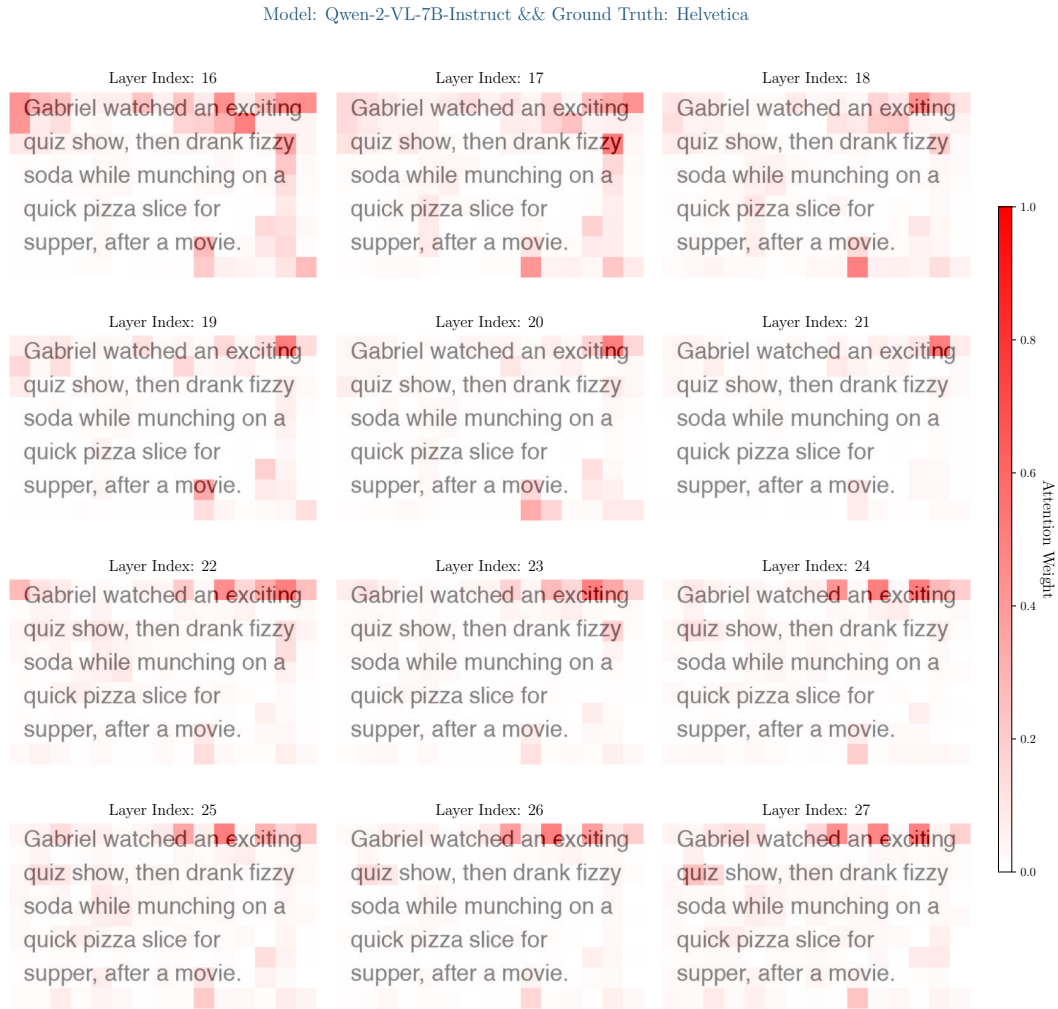 Model: Qwen-2-VL-7B-Instruct && Ground Truth: Helvetica
Layer Index: 16
Gabriel watched an exciting
quiz show, then drank fizzy
soda while munching on a
quick pizza slice for
supper, after a movie.
Layer Index: 17
Gabriel watched an exciting
quiz show, then drank fizzy
soda while munching on a
quick pizza slice for
supper, after a movie.
Layer Index: 18
Gabriel watched an exciting
quiz show, then drank fizzy
soda while munching on a
quick pizza slice for
supper, after a movie.
Layer Index: 19
Gabriel watched an exciting
quiz show, then drank fizzy
soda while munching on a
quick pizza slice for
supper, after a movie.
Layer Index: 20
Gabriel watched an exciting
quiz show, then drank fizzy
soda while munching on a
quick pizza slice for
supper, after a movie.
Layer Index: 21
Gabriel watched an exciting
quiz show, then drank fizzy
soda while munching on a
quick pizza slice for
supper, after a movie.
Layer Index: 22
Gabriel watched an exciting
quiz show, then drank fizzy
soda while munching on a
quick pizza slice for
supper, after a movie.
Layer Index: 23
Gabriel watched an exciting
quiz show, then drank fizzy
soda while munching on a
quick pizza slice for
supper, after a movie.
Layer Index: 24
Gabriel watched an exciting
quiz show, then drank fizzy
soda while munching on a
quick pizza slice for
supper, after a movie.
Layer Index: 25
Gabriel watched an exciting
quiz show, then drank fizzy
soda while munching on a
quick pizza slice for
supper, after a movie.
Layer Index: 26
Gabriel watched an exciting
quiz show, then drank fizzy
soda while munching on a
quick pizza slice for
supper, after a movie.
Layer Index: 27
Gabriel watched an exciting
quiz show, then drank fizzy
soda while munching on a
quick pizza slice for
supper, after a movie.
1.0
0.8
0.6
0.4
0.2
0.0
Attention Weight